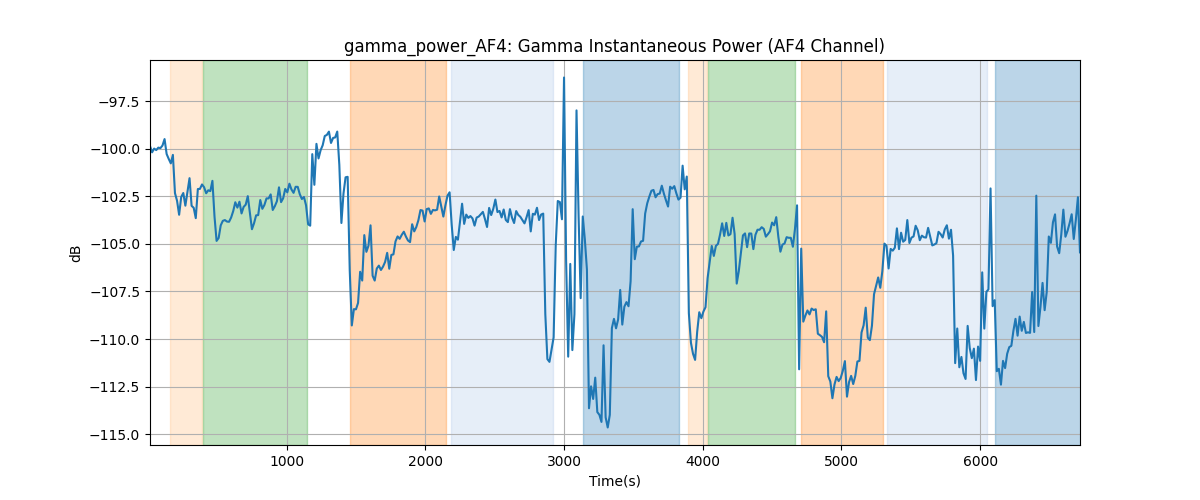 gamma_power_AF4: Gamma Instantaneous Power (AF4 Channel)
dB
−97.5
−100.0
−102.5
−105.0
−107.5
−110.0
−112.5
−115.0
1000 2000 3000 4000 5000 6000
Time(s)